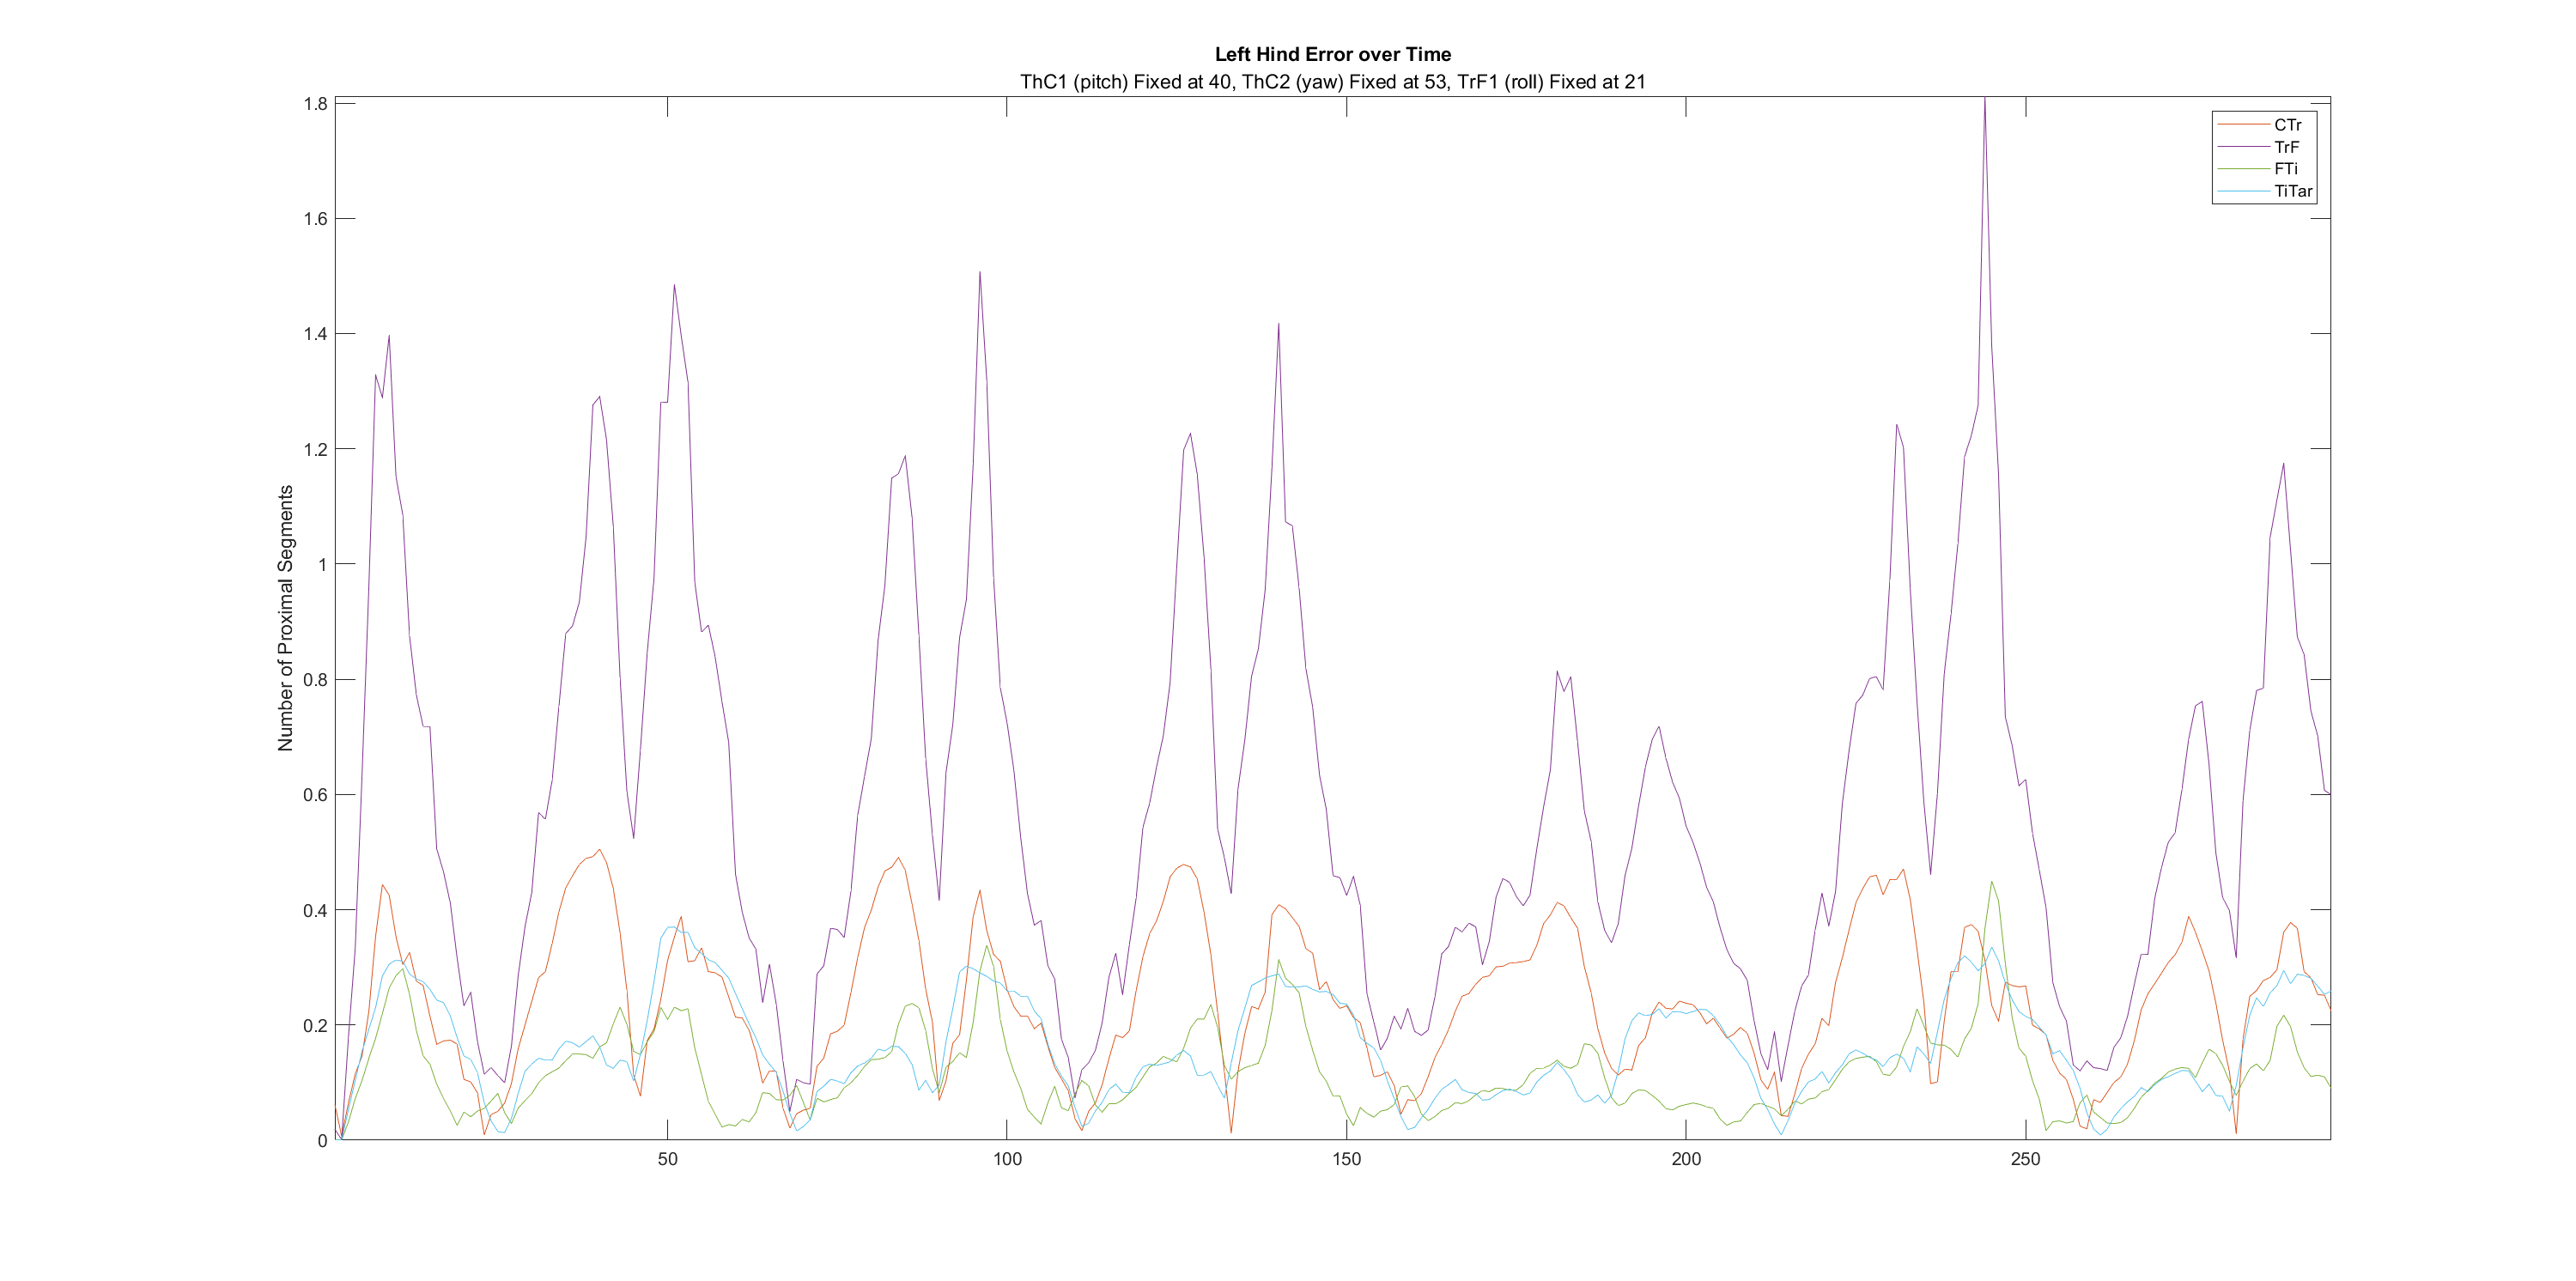 Left Hind Error over Time
ThC1 (pitch) Fixed at 40, ThC2 (yaw) Fixed at 53, TrF1 (roll) Fixed at 21
Number of Proximal Segments
1.8
1.6
1.4
1.2
1
0.8
0.6
0.4
0.2
0
50
100
150
200
250
CTr
TrF
FTi
TiTar